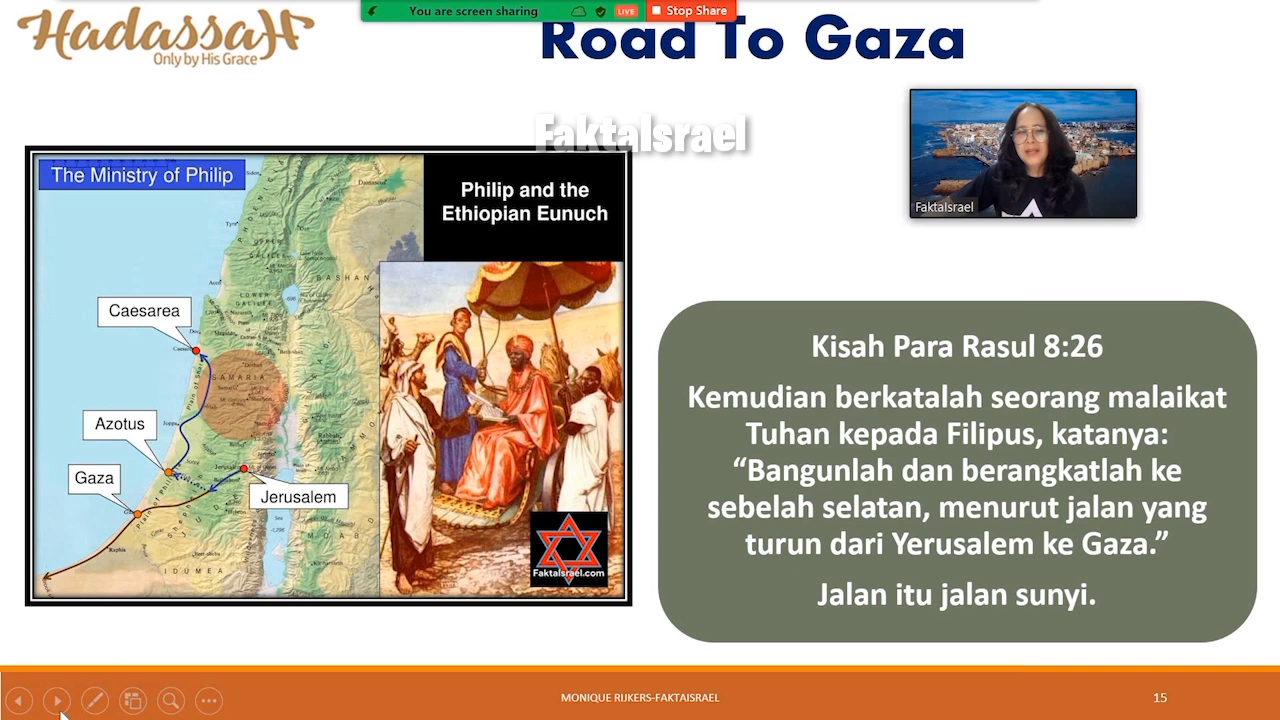 You are screen sharing
LIVE
Stop Share
HadassaH
Only by His Grace
Road To Gaza
FaktaIsrael
FaktaIsrael
The Ministry of Philip
Philip and the
Ethiopian Eunuch
Caesarea
Azotus
Gaza
Jerusalem
SAMARIA
BASHAN
MOAB
IDUMEA
FaktaIsrael.com
Kisah Para Rasul 8:26
Kemudian berkatalah seorang malaikat
Tuhan kepada Filipus, katanya:
“Bangunlah dan berangkatlah ke
sebelah selatan, menurut jalan yang
turun dari Yerusalem ke Gaza.”
Jalan itu jalan sunyi.
MONIQUE RIJKERS-FAKTAISRAEL
15